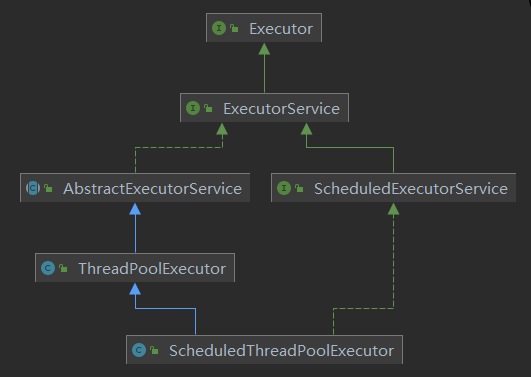 Executor
ExecutorService
AbstractExecutorService
ScheduledExecutorService
ThreadPoolExecutor
ScheduledThreadPoolExecutor